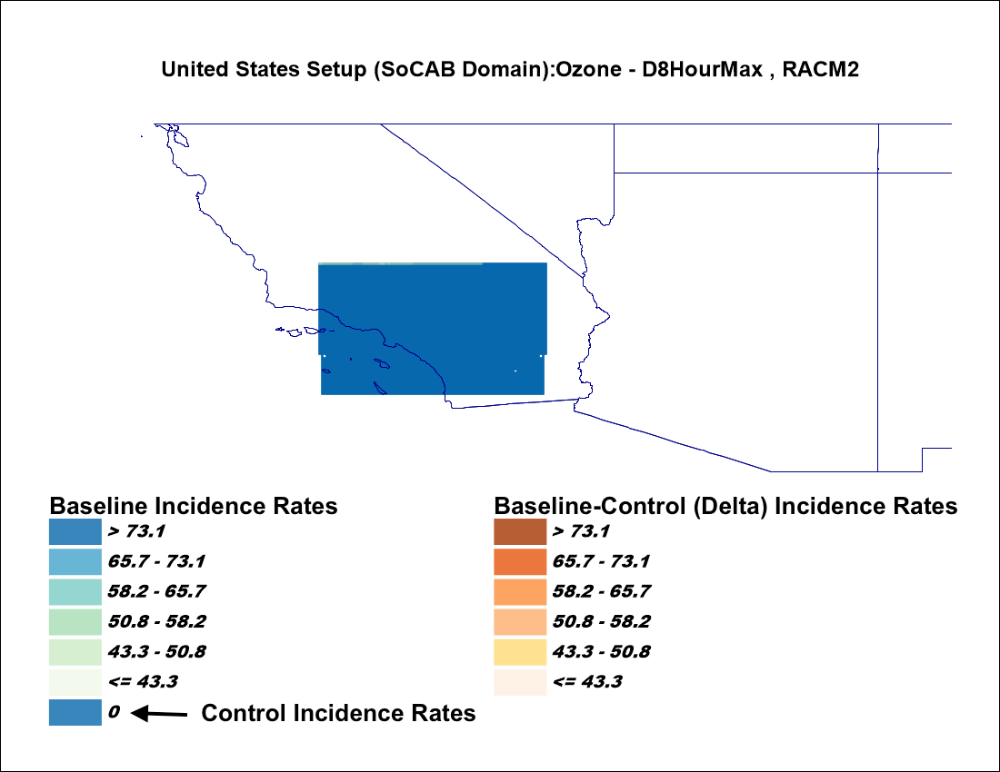 United States Setup (SoCAB Domain):Ozone - D8HourMax , RACM2
Baseline Incidence Rates
> 73.1
65.7 - 73.1
58.2 - 65.7
50.8 - 58.2
43.3 - 50.8
<= 43.3
0
Control Incidence Rates
Baseline-Control (Delta) Incidence Rates
> 73.1
65.7 - 73.1
58.2 - 65.7
50.8 - 58.2
43.3 - 50.8
<= 43.3